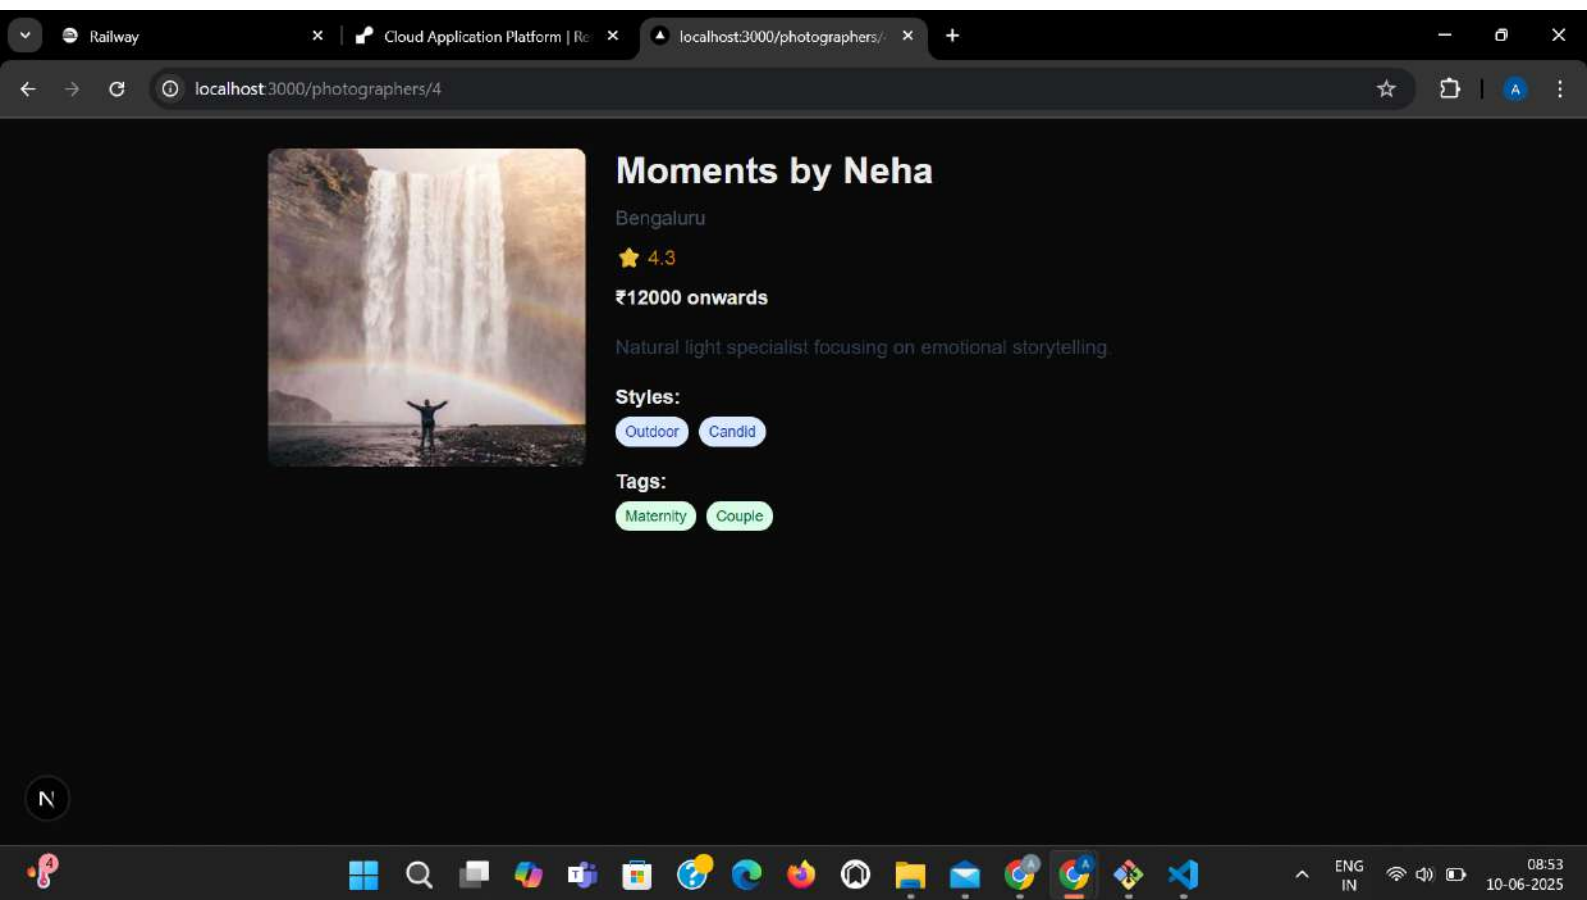 Railway
Cloud Application Platform | Re
localhost:3000/photographers/
localhost:3000/photographers/4
A
Moments by Neha
Bengaluru
4.3
₹12000 onwards
Natural light specialist focusing on emotional storytelling.
Styles:
Outdoor Candid
Tags:
Maternity Couple
N
4
ENG
IN
08:53
10-06-2025